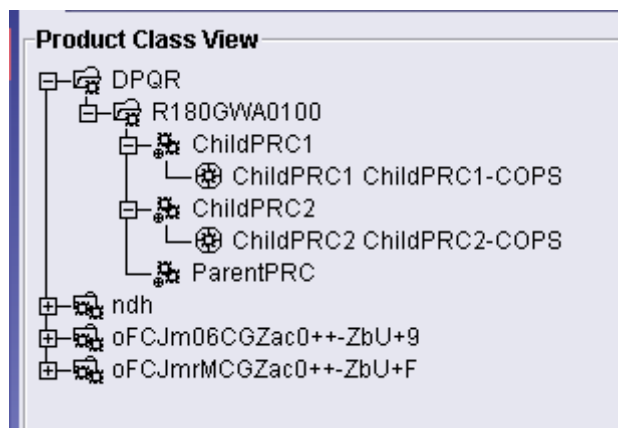 Product Class View
DPQR
R180GWA0100
ChildPRC1
ChildPRC1 ChildPRC1-COPS
ChildPRC2
ChildPRC2 ChildPRC2-COPS
ParentPRC
ndh
oFCJm06CGZac0++-ZbU+9
oFCJmrMCGZac0++-ZbU+F